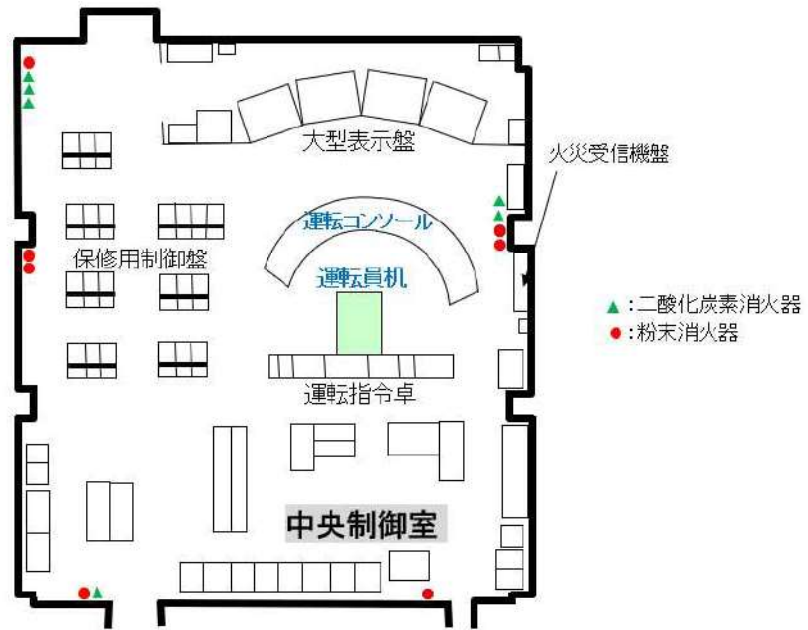 大型表示盤
火災受信機盤
運転コンソール
保修用制御盤
運転員机
▲:二酸化炭素消火器
●:粉末消火器
運転指令卓
中央制御室